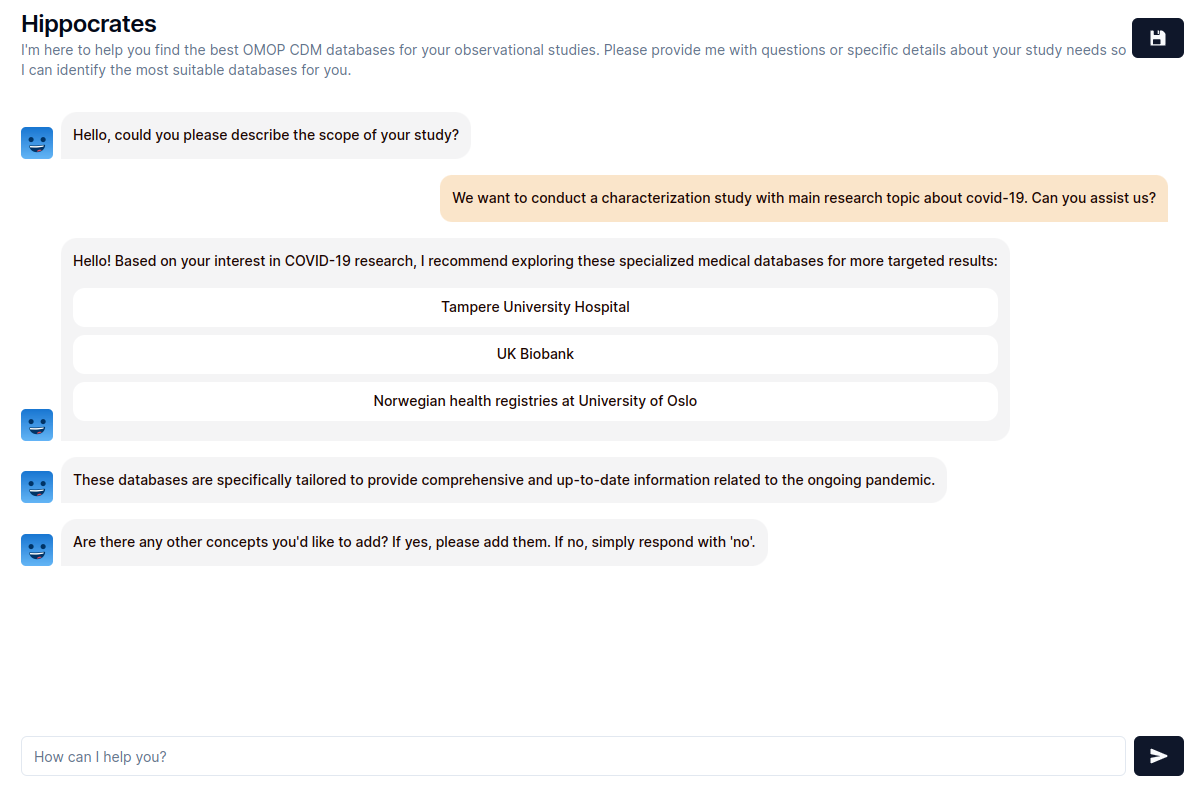 Hippocrates
I'm here to help you find the best OMOP CDM databases for your observational studies. Please provide me with questions or specific details about your study needs so
I can identify the most suitable databases for you.
Hello, could you please describe the scope of your study?
We want to conduct a characterization study with main research topic about covid-19. Can you assist us?
Hello! Based on your interest in COVID-19 research, I recommend exploring these specialized medical databases for more targeted results:
Tampere University Hospital
UK Biobank
Norwegian health registries at University of Oslo
These databases are specifically tailored to provide comprehensive and up-to-date information related to the ongoing pandemic.
Are there any other concepts you'd like to add? If yes, please add them. If no, simply respond with 'no'.
How can I help you?